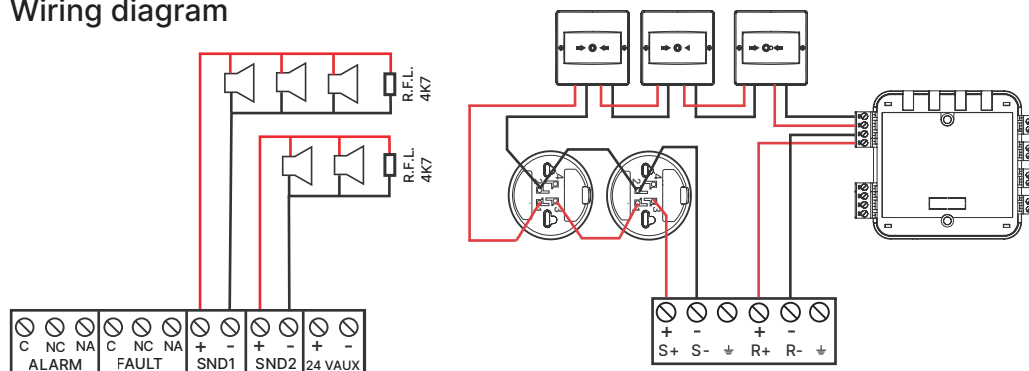 Wiring diagram
R.F.L.
4K7
R.F.L.
4K7
C NC NA C NC NA + - + - + -
ALARM FAULT SND1 SND2 24 VAUX
+ - + -
S+ S- R+ R-